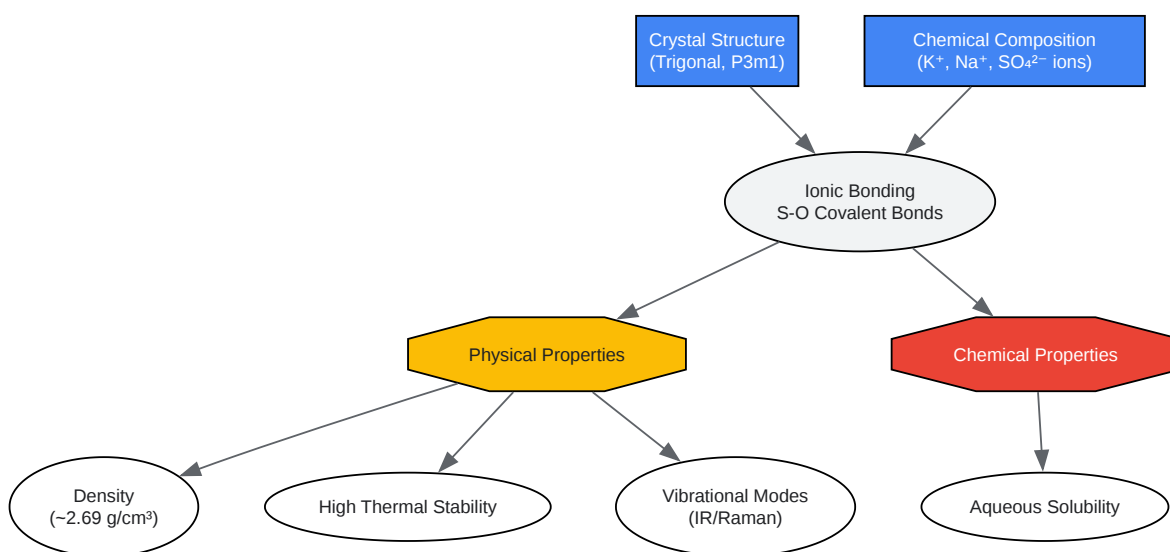 Crystal Structure
(Trigonal, P3m1)
Chemical Composition
(K⁺, Na⁺, SO₄²⁻ ions)
Ionic Bonding
S-O Covalent Bonds
Physical Properties
Chemical Properties
Density
(~2.69 g/cm³)
High Thermal Stability
Vibrational Modes
(IR/Raman)
Aqueous Solubility